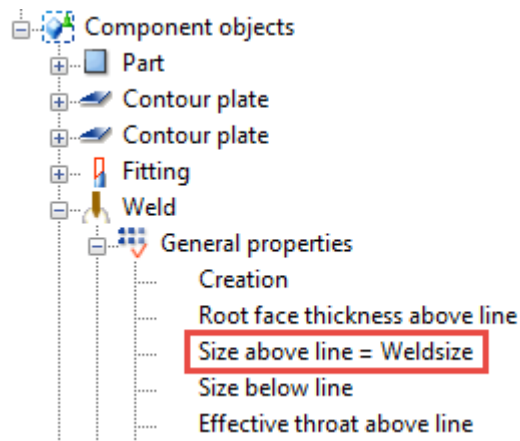 Component objects
Part
Contour plate
Contour plate
Fitting
Weld
General properties
Creation
Root face thickness above line
Size above line = Weldsize
Size below line
Effective throat above line